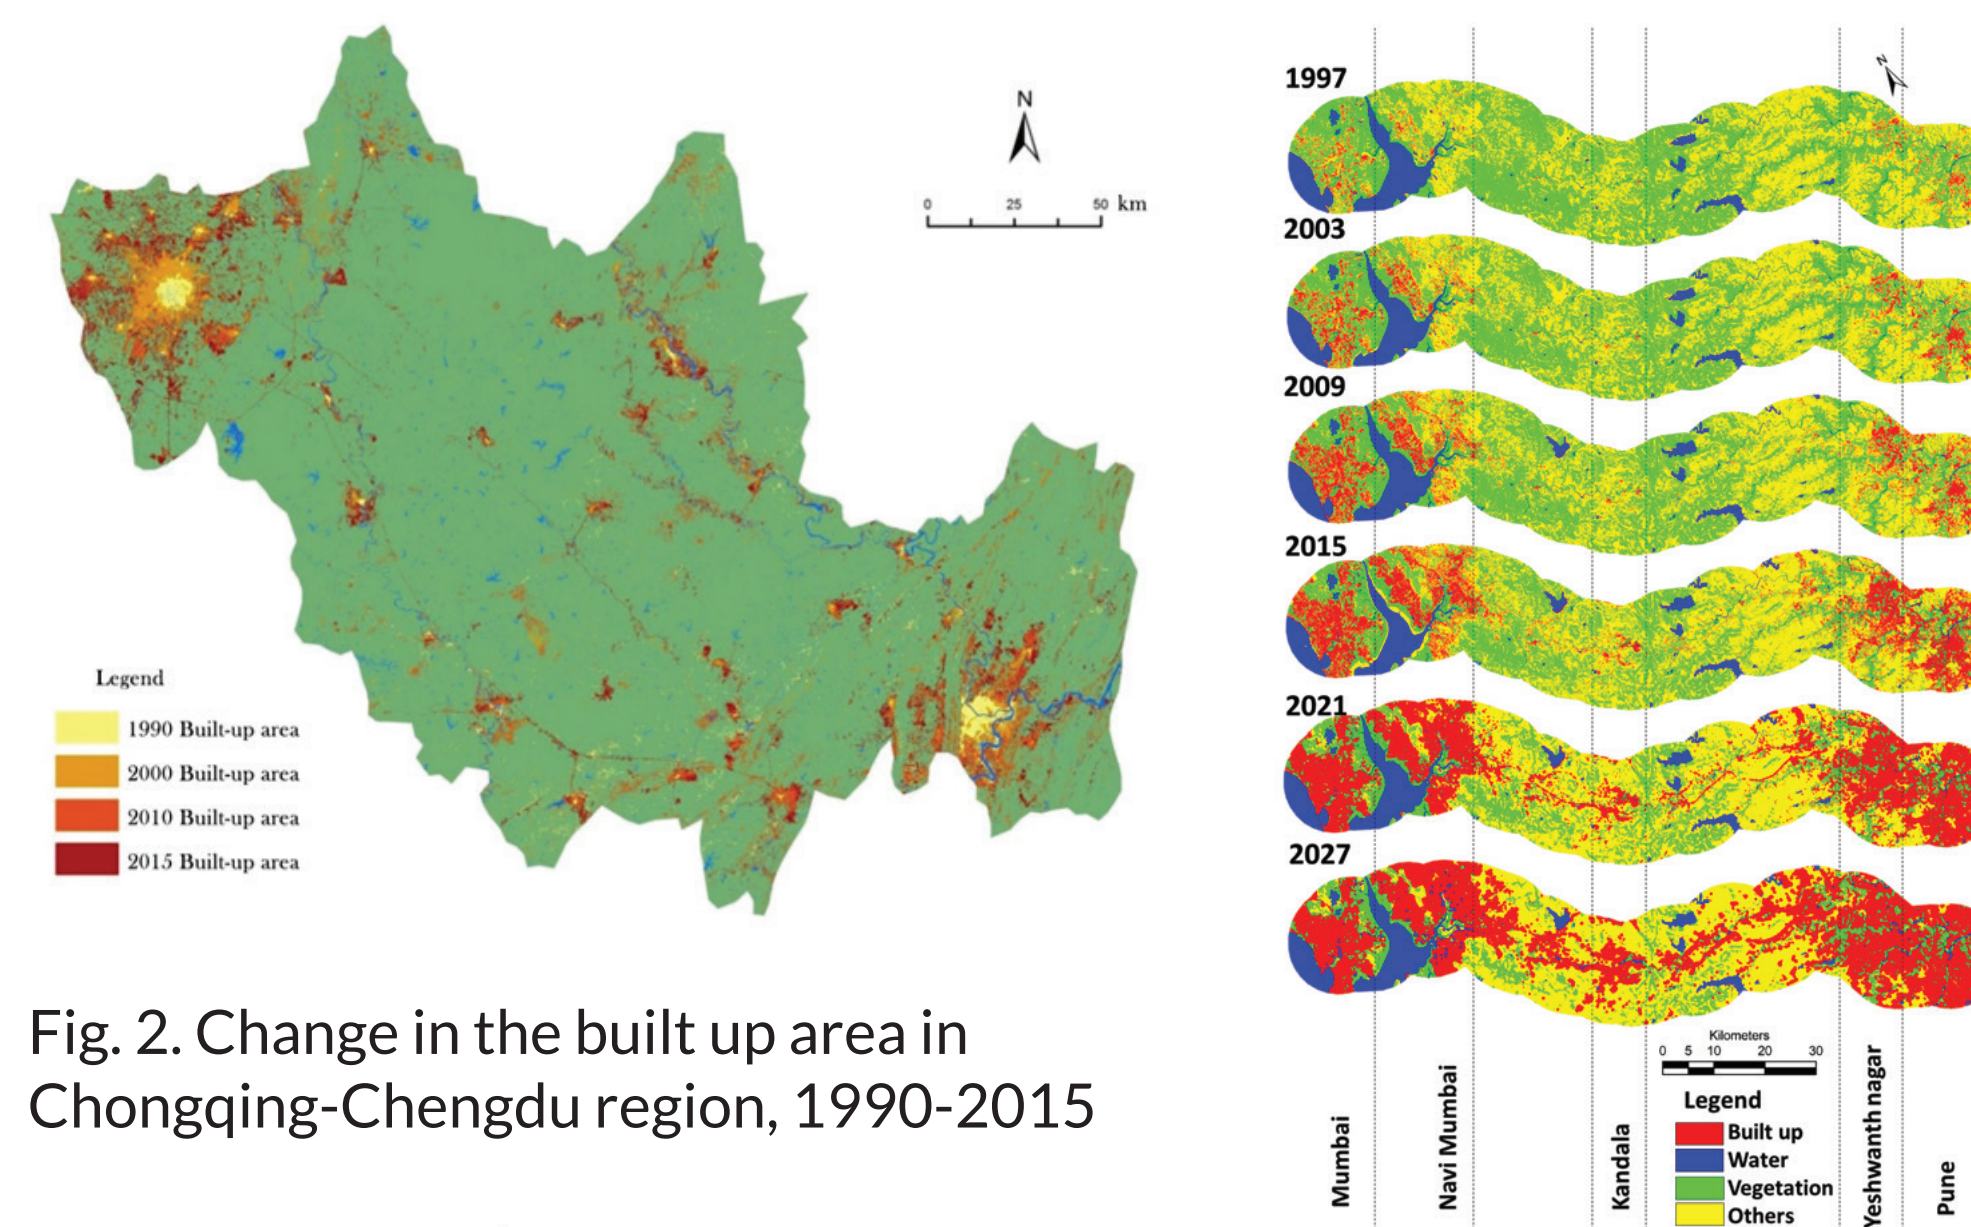 N
0 25 50 km
Legend
1990 Built-up area
2000 Built-up area
2010 Built-up area
2015 Built-up area
Fig. 2. Change in the built up area in
Chongqing-Chengdu region, 1990-2015
N
1997
2003
2009
2015
2021
2027
Kilometers
0 5 10 20 30
Legend
Built up
Water
Vegetation
Others
Mumbai
Navi Mumbai
Kandala
Yeshwanth nagar
Pune